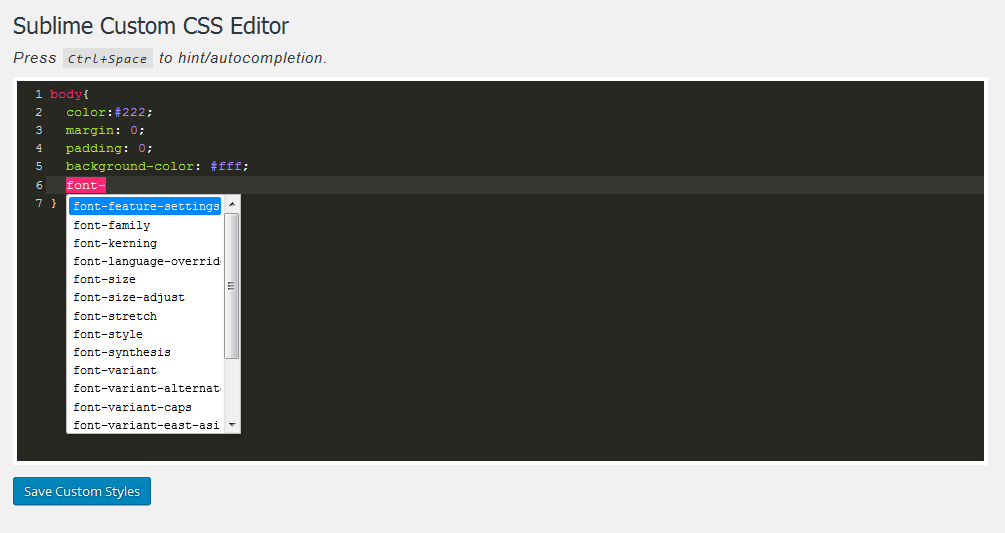 Sublime Custom CSS Editor
Press Ctrl+Space to hint/autocompletion.
1 body{
2 color:#222;
3 margin: 0;
4 padding: 0;
5 background-color: #fff;
6 font-
7 }
font-feature-settings
font-family
font-kerning
font-language-overrid
font-size
font-size-adjust
font-stretch
font-style
font-synthesis
font-variant
font-variant-alternat
font-variant-caps
font-variant-east-asi
Save Custom Styles